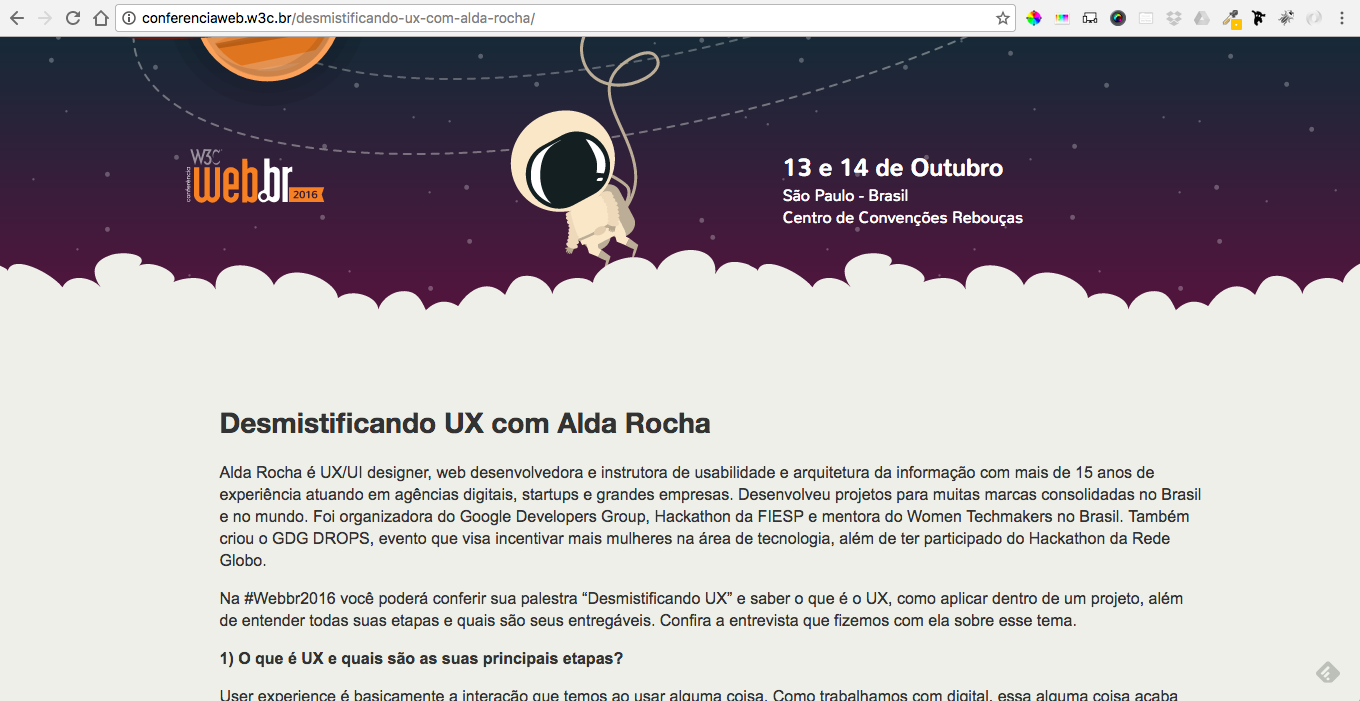 conferenciaweb.w3c.br/desmistificando-ux-com-alda-rocha/
W3C
conferência
webbr
2016
13 e 14 de Outubro
São Paulo - Brasil
Centro de Convenções Rebouças
Desmistificando UX com Alda Rocha
Alda Rocha é UX/UI designer, web desenvolvedora e instrutora de usabilidade e arquitetura da informação com mais de 15 anos de
experiência atuando em agências digitais, startups e grandes empresas. Desenvolveu projetos para muitas marcas consolidadas no Brasil
e no mundo. Foi organizadora do Google Developers Group, Hackathon da FIESP e mentora do Women Techmakers no Brasil. Também
criou o GDG DROPS, evento que visa incentivar mais mulheres na área de tecnologia, além de ter participado do Hackathon da Rede
Globo.
Na #Webbr2016 você poderá conferir sua palestra “Desmistificando UX” e saber o que é o UX, como aplicar dentro de um projeto, além
de entender todas suas etapas e quais são seus entregáveis. Confira a entrevista que fizemos com ela sobre esse tema.
1) O que é UX e quais são as suas principais etapas?
User experience é basicamente a interação que temos ao usar alguma coisa. Como trabalhamos com digital, essa alguma coisa acaba